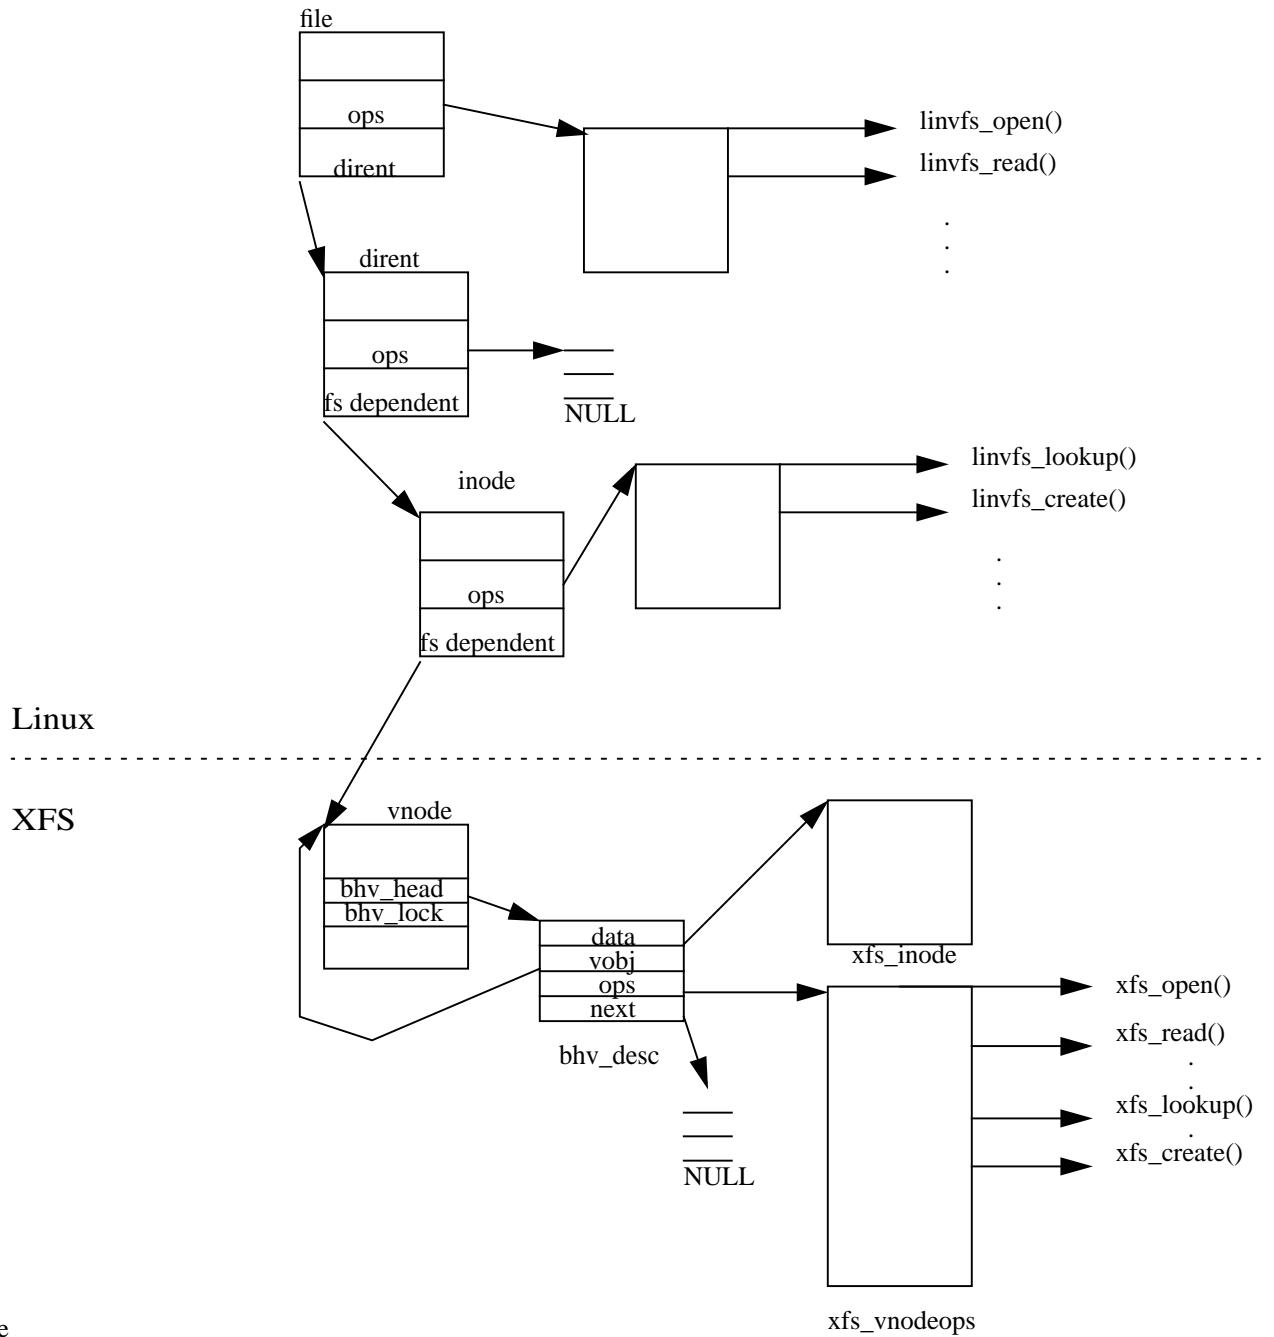 file
ops
dirent
linvfs_open()
linvfs_read()
.
.
.
dirent
ops
fs dependent
NULL
inode
ops
fs dependent
linvfs_lookup()
linvfs_create()
.
.
.
Linux
XFS
vnode
bhv_head
bhv_lock
data
vobj
ops
next
bhv_desc
NULL
xfs_inode
xfs_open()
xfs_read()
.
.
xfs_lookup()
.
xfs_create()
xfs_vnodeops
e